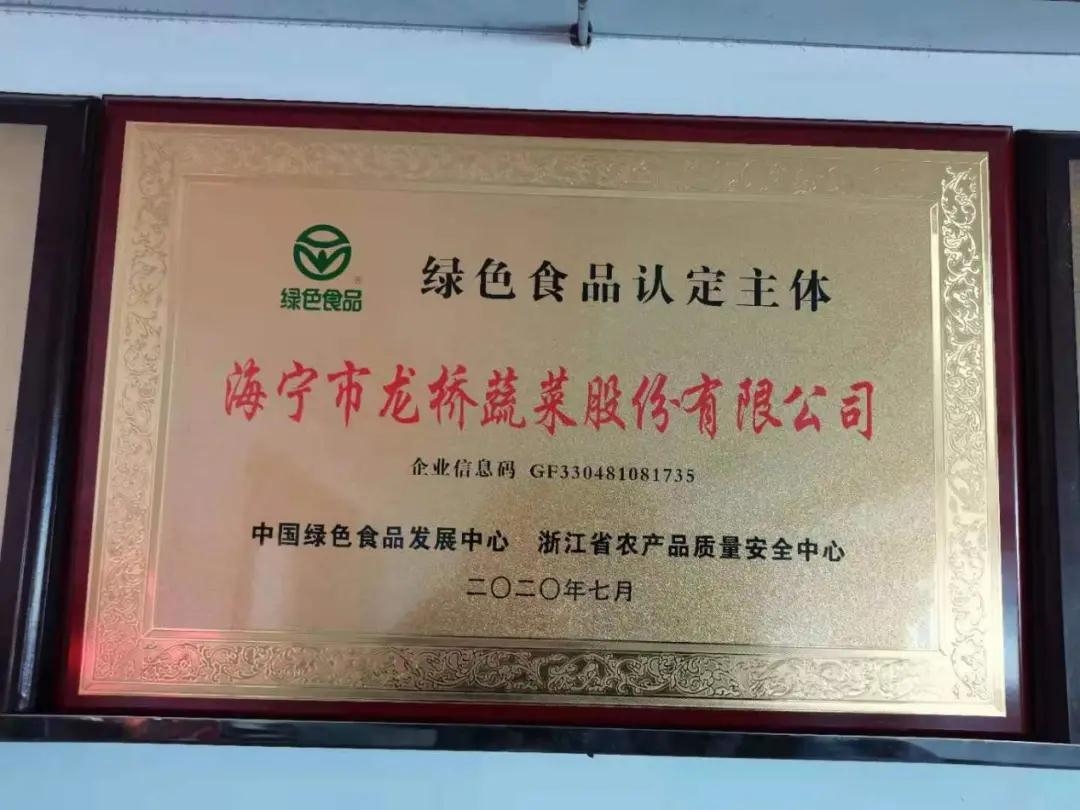 绿色食品®
绿色食品认定主体
海宁市龙桥蔬菜股份有限公司
企业信息码 GF330481081735
中国绿色食品发展中心 浙江省农产品质量安全中心
二〇二〇年七月